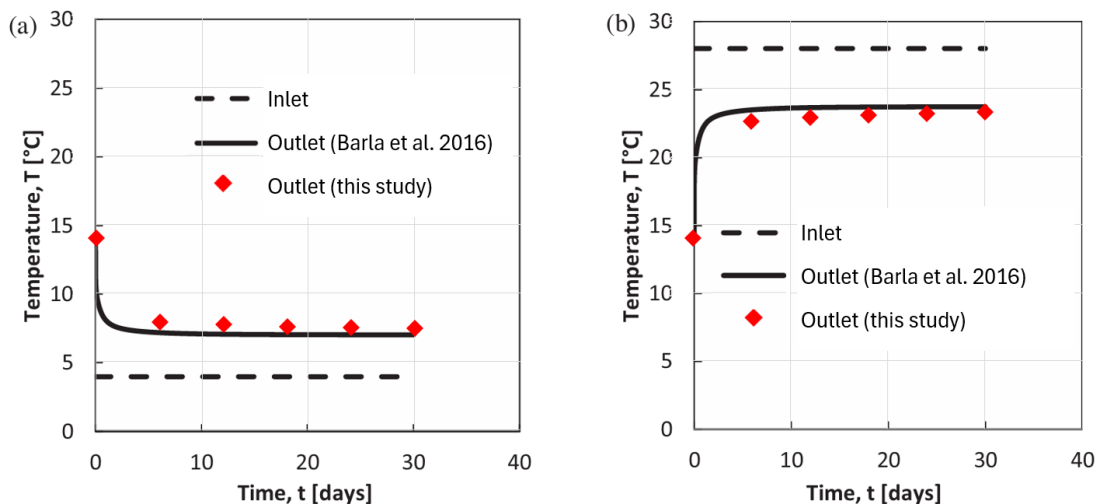 (a)
30
25
20
15
10
5
0
Temperature, T [°C]
Inlet
Outlet (Barla et al. 2016)
Outlet (this study)
0 10 20 30 40
Time, t [days]
(b)
30
25
20
15
10
5
0
Temperature, T [°C]
Inlet
Outlet (Barla et al. 2016)
Outlet (this study)
0 10 20 30 40
Time, t [days]